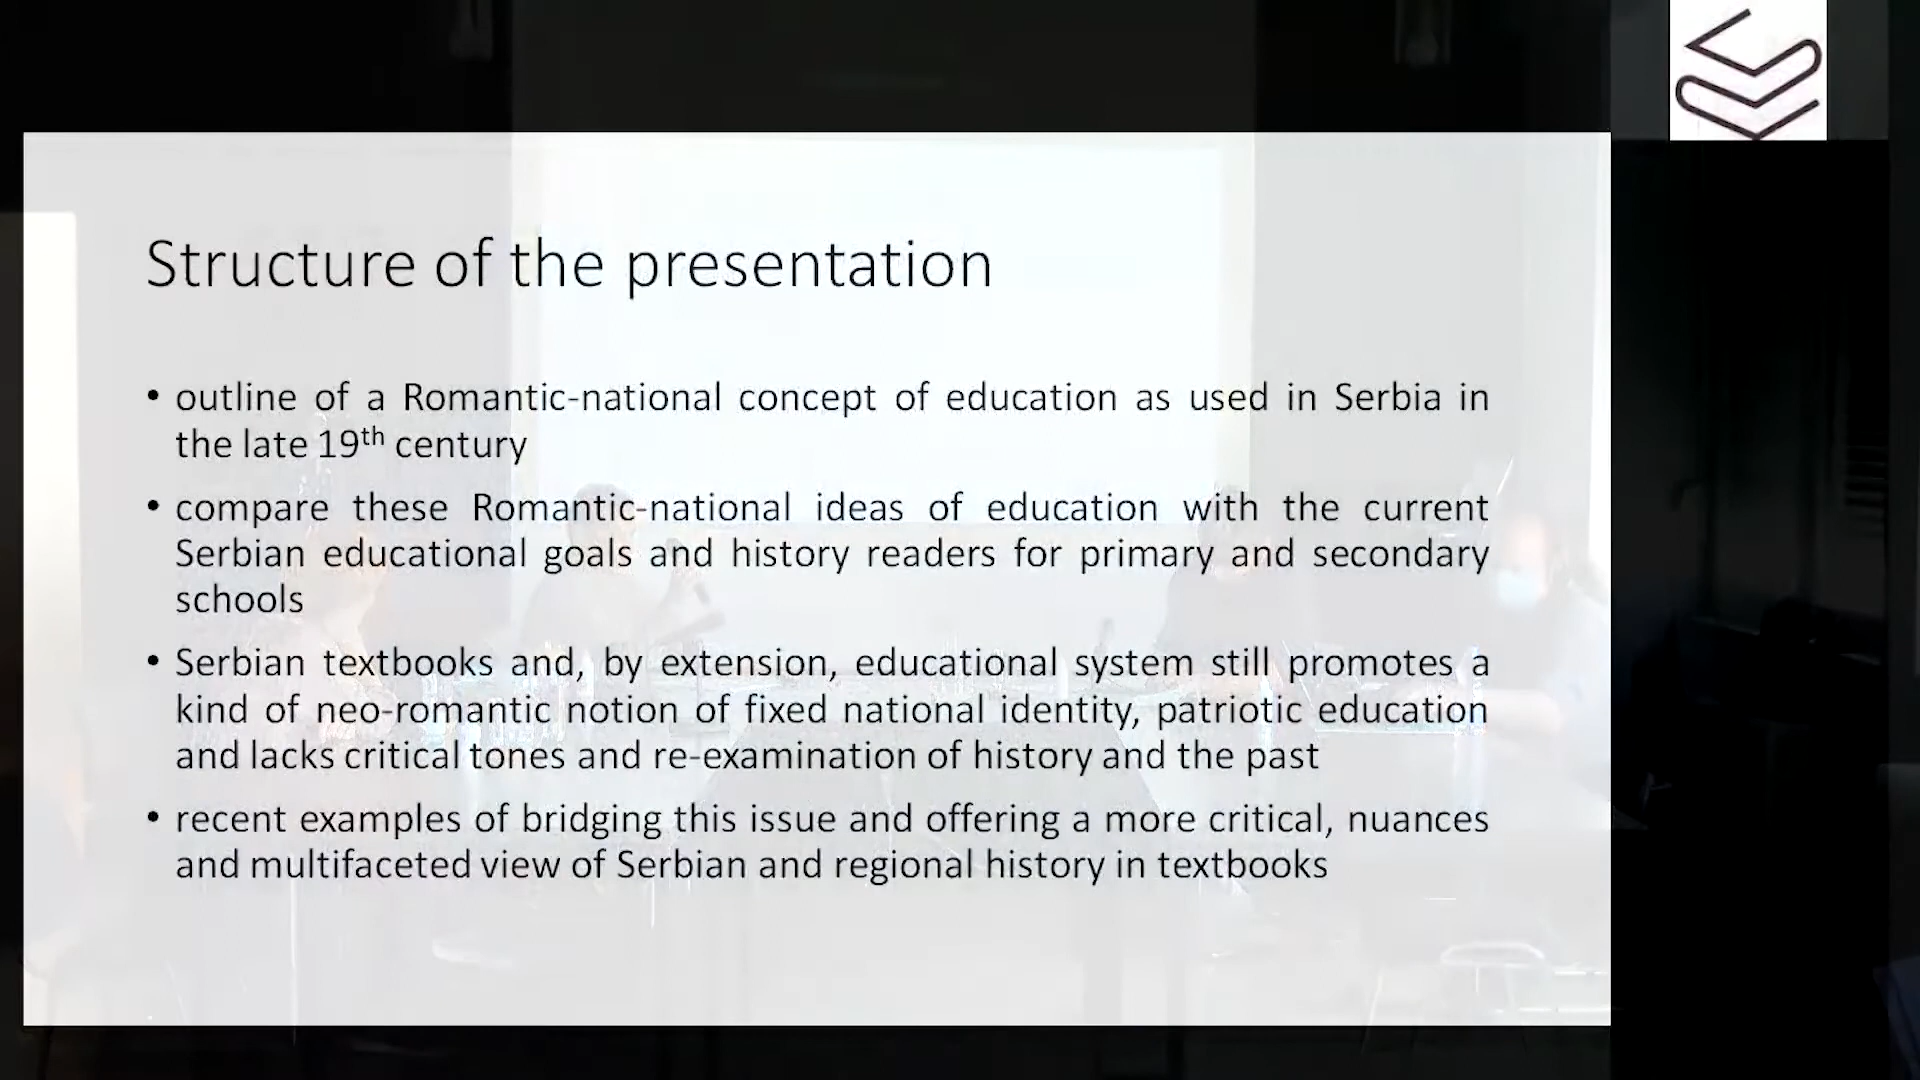 Structure of the presentation
• outline of a Romantic-national concept of education as used in Serbia in
the late 19th century
• compare these Romantic-national ideas of education with the current
Serbian educational goals and history readers for primary and secondary
schools
• Serbian textbooks and, by extension, educational system still promotes a
kind of neo-romantic notion of fixed national identity, patriotic education
and lacks critical tones and re-examination of history and the past
• recent examples of bridging this issue and offering a more critical, nuances
and multifaceted view of Serbian and regional history in textbooks